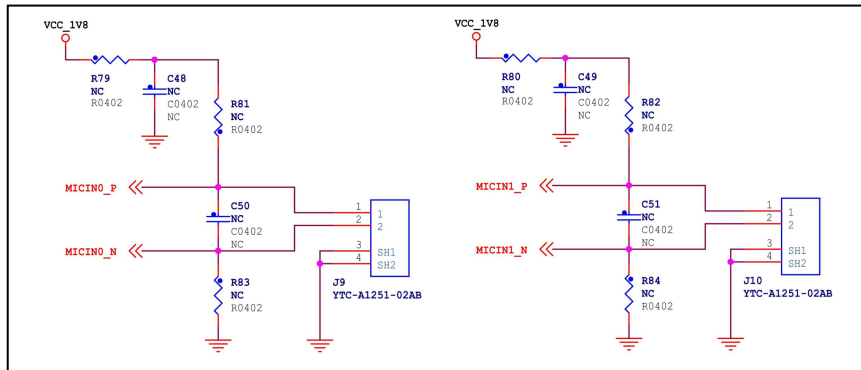 VCC_1V8
R79
NC
R0402
C48
NC
C0402
NC
R81
NC
R0402
MICIN0_P
C50
NC
C0402
NC
MICIN0_N
R83
NC
R0402
1
2
3
4
1
2
SH1
SH2
J9
YTC-A1251-02AB
VCC_1V8
R80
NC
R0402
C49
NC
C0402
NC
R82
NC
R0402
MICIN1_P
C51
NC
C0402
NC
MICIN1_N
R84
NC
R0402
1
2
3
4
1
2
SH1
SH2
J10
YTC-A1251-02AB